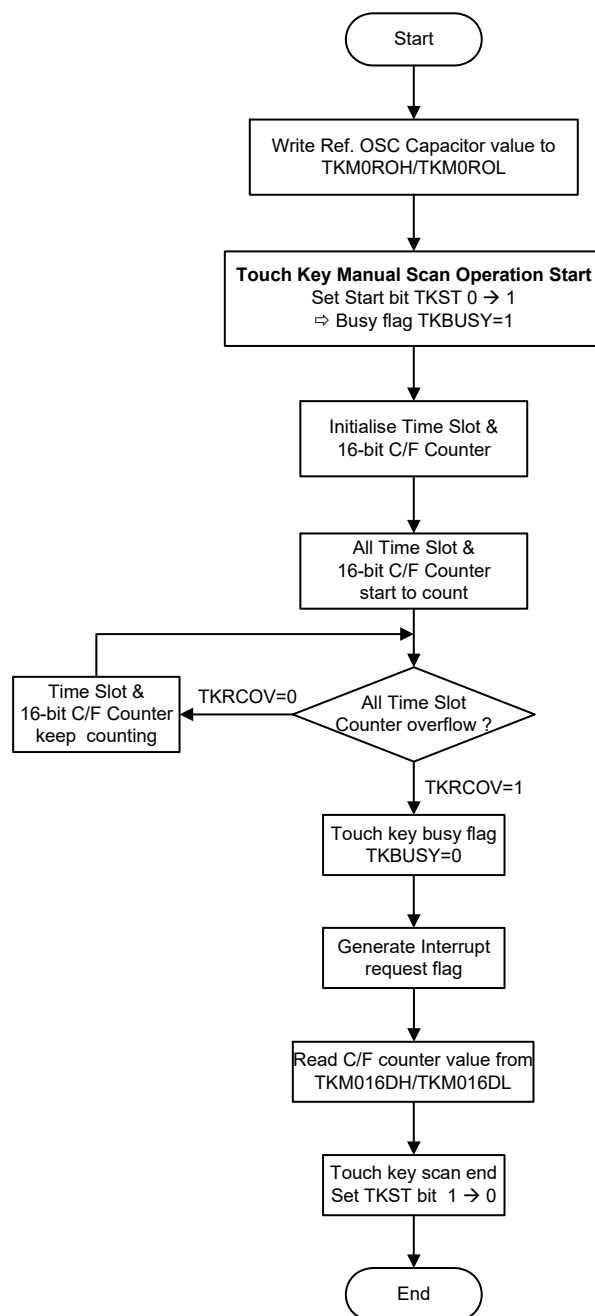 Start
Write Ref. OSC Capacitor value to
TKM0ROH/TKM0ROL
Touch Key Manual Scan Operation Start
Set Start bit TKST 0 → 1
⇨ Busy flag TKBUSY=1
Initialise Time Slot &
16-bit C/F Counter
All Time Slot &
16-bit C/F Counter
start to count
All Time Slot
Counter overflow ?
TKRCOV=0
Time Slot &
16-bit C/F Counter
keep counting
TKRCOV=1
Touch key busy flag
TKBUSY=0
Generate Interrupt
request flag
Read C/F counter value from
TKM016DH/TKM016DL
Touch key scan end
Set TKST bit 1 → 0
End